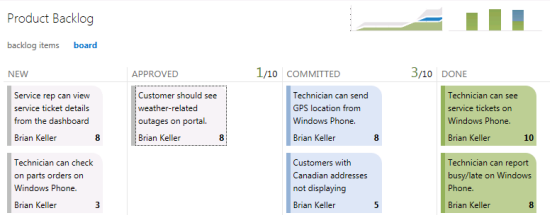 Product Backlog
backlog items board
NEW
APPROVED 1/10
COMMITTED 3/10
DONE
Service rep can view
service ticket details
from the dashboard
Brian Keller 8
Customer should see
weather-related
outages on portal.
Brian Keller 8
Technician can send
GPS location from
Windows Phone.
Brian Keller 8
Technician can see
service tickets on
Windows Phone.
Brian Keller 10
Technician can check
on parts orders on
Windows Phone.
Brian Keller 3
Customers with
Canadian addresses
not displaying
Brian Keller 5
Technician can report
busy/late on Windows
Phone.
Brian Keller 8